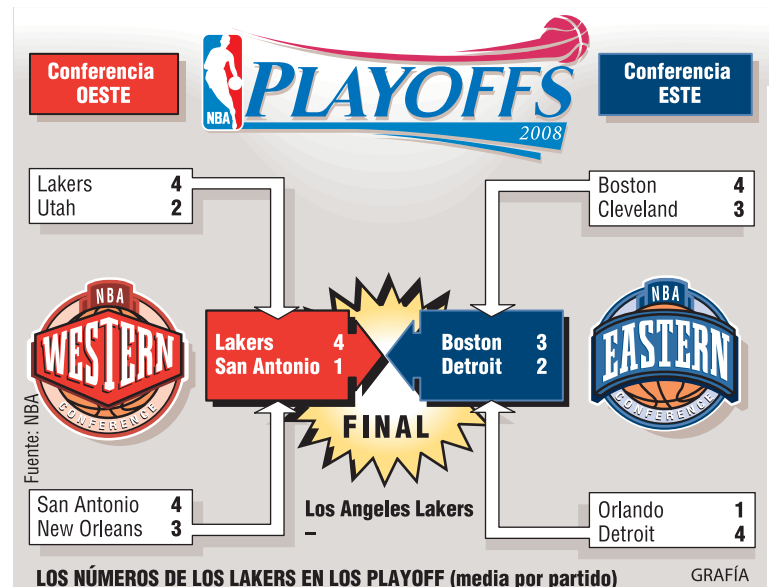 Conferencia
OESTE
NBA
PLAYOFFS
2008
Conferencia
ESTE
Lakers 4
Utah 2
Boston 4
Cleveland 3
NBA
WESTERN
CONFERENCE
Lakers 4
San Antonio 1
Boston 3
Detroit 2
NBA
EASTERN
CONFERENCE
FINAL
Fuente: NBA
San Antonio 4
New Orleans 3
Los Angeles Lakers
–
Orlando 1
Detroit 4
LOS NÚMEROS DE LOS LAKERS EN LOS PLAYOFF (media por partido)
GRAFÍA